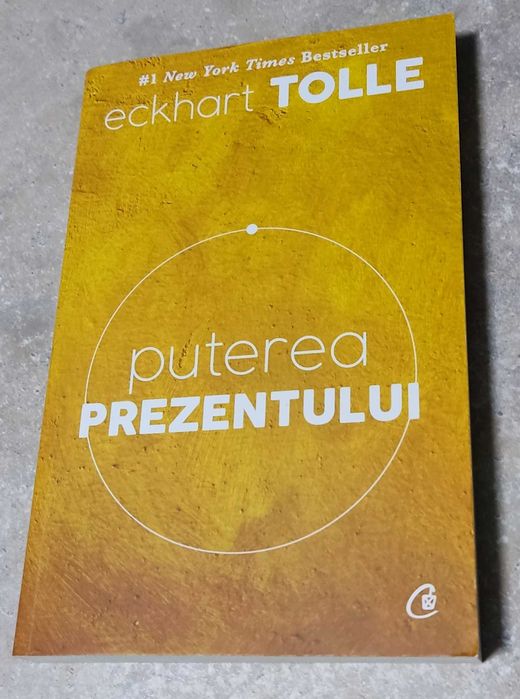 #1 New York Times Bestseller
eckhart TOLLE
puterea
PREZENTULUI